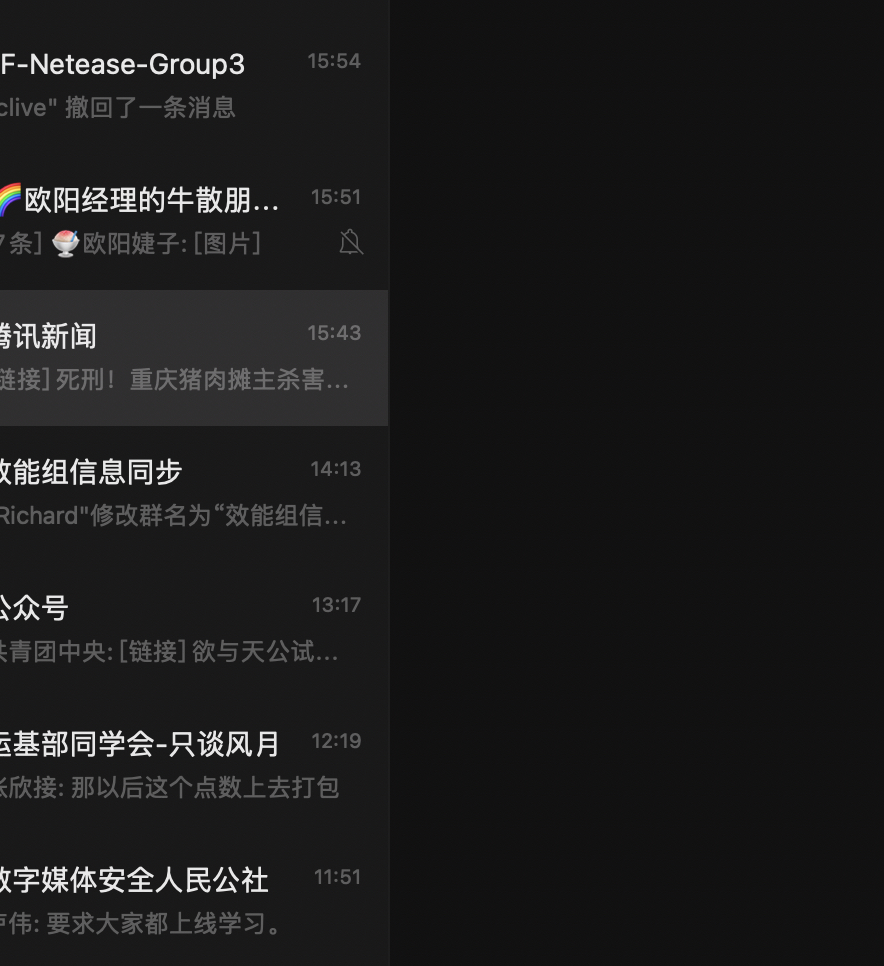 F-Netease-Group3 15:54
clive" 撤回了一条消息
🌈欧阳经理的牛散朋... 15:51
7条] 🍧欧阳婕子: [图片]
腾讯新闻 15:43
链接] 死刑！重庆猪肉摊主杀害...
效能组信息同步 14:13
Richard"修改群名为“效能组信...
公众号 13:17
共青团中央: [链接] 欲与天公试...
运基部同学会-只谈风月 12:19
张欣接: 那以后这个点数上去打包
数字媒体安全人民公社 11:51
卢伟: 要求大家都上线学习。